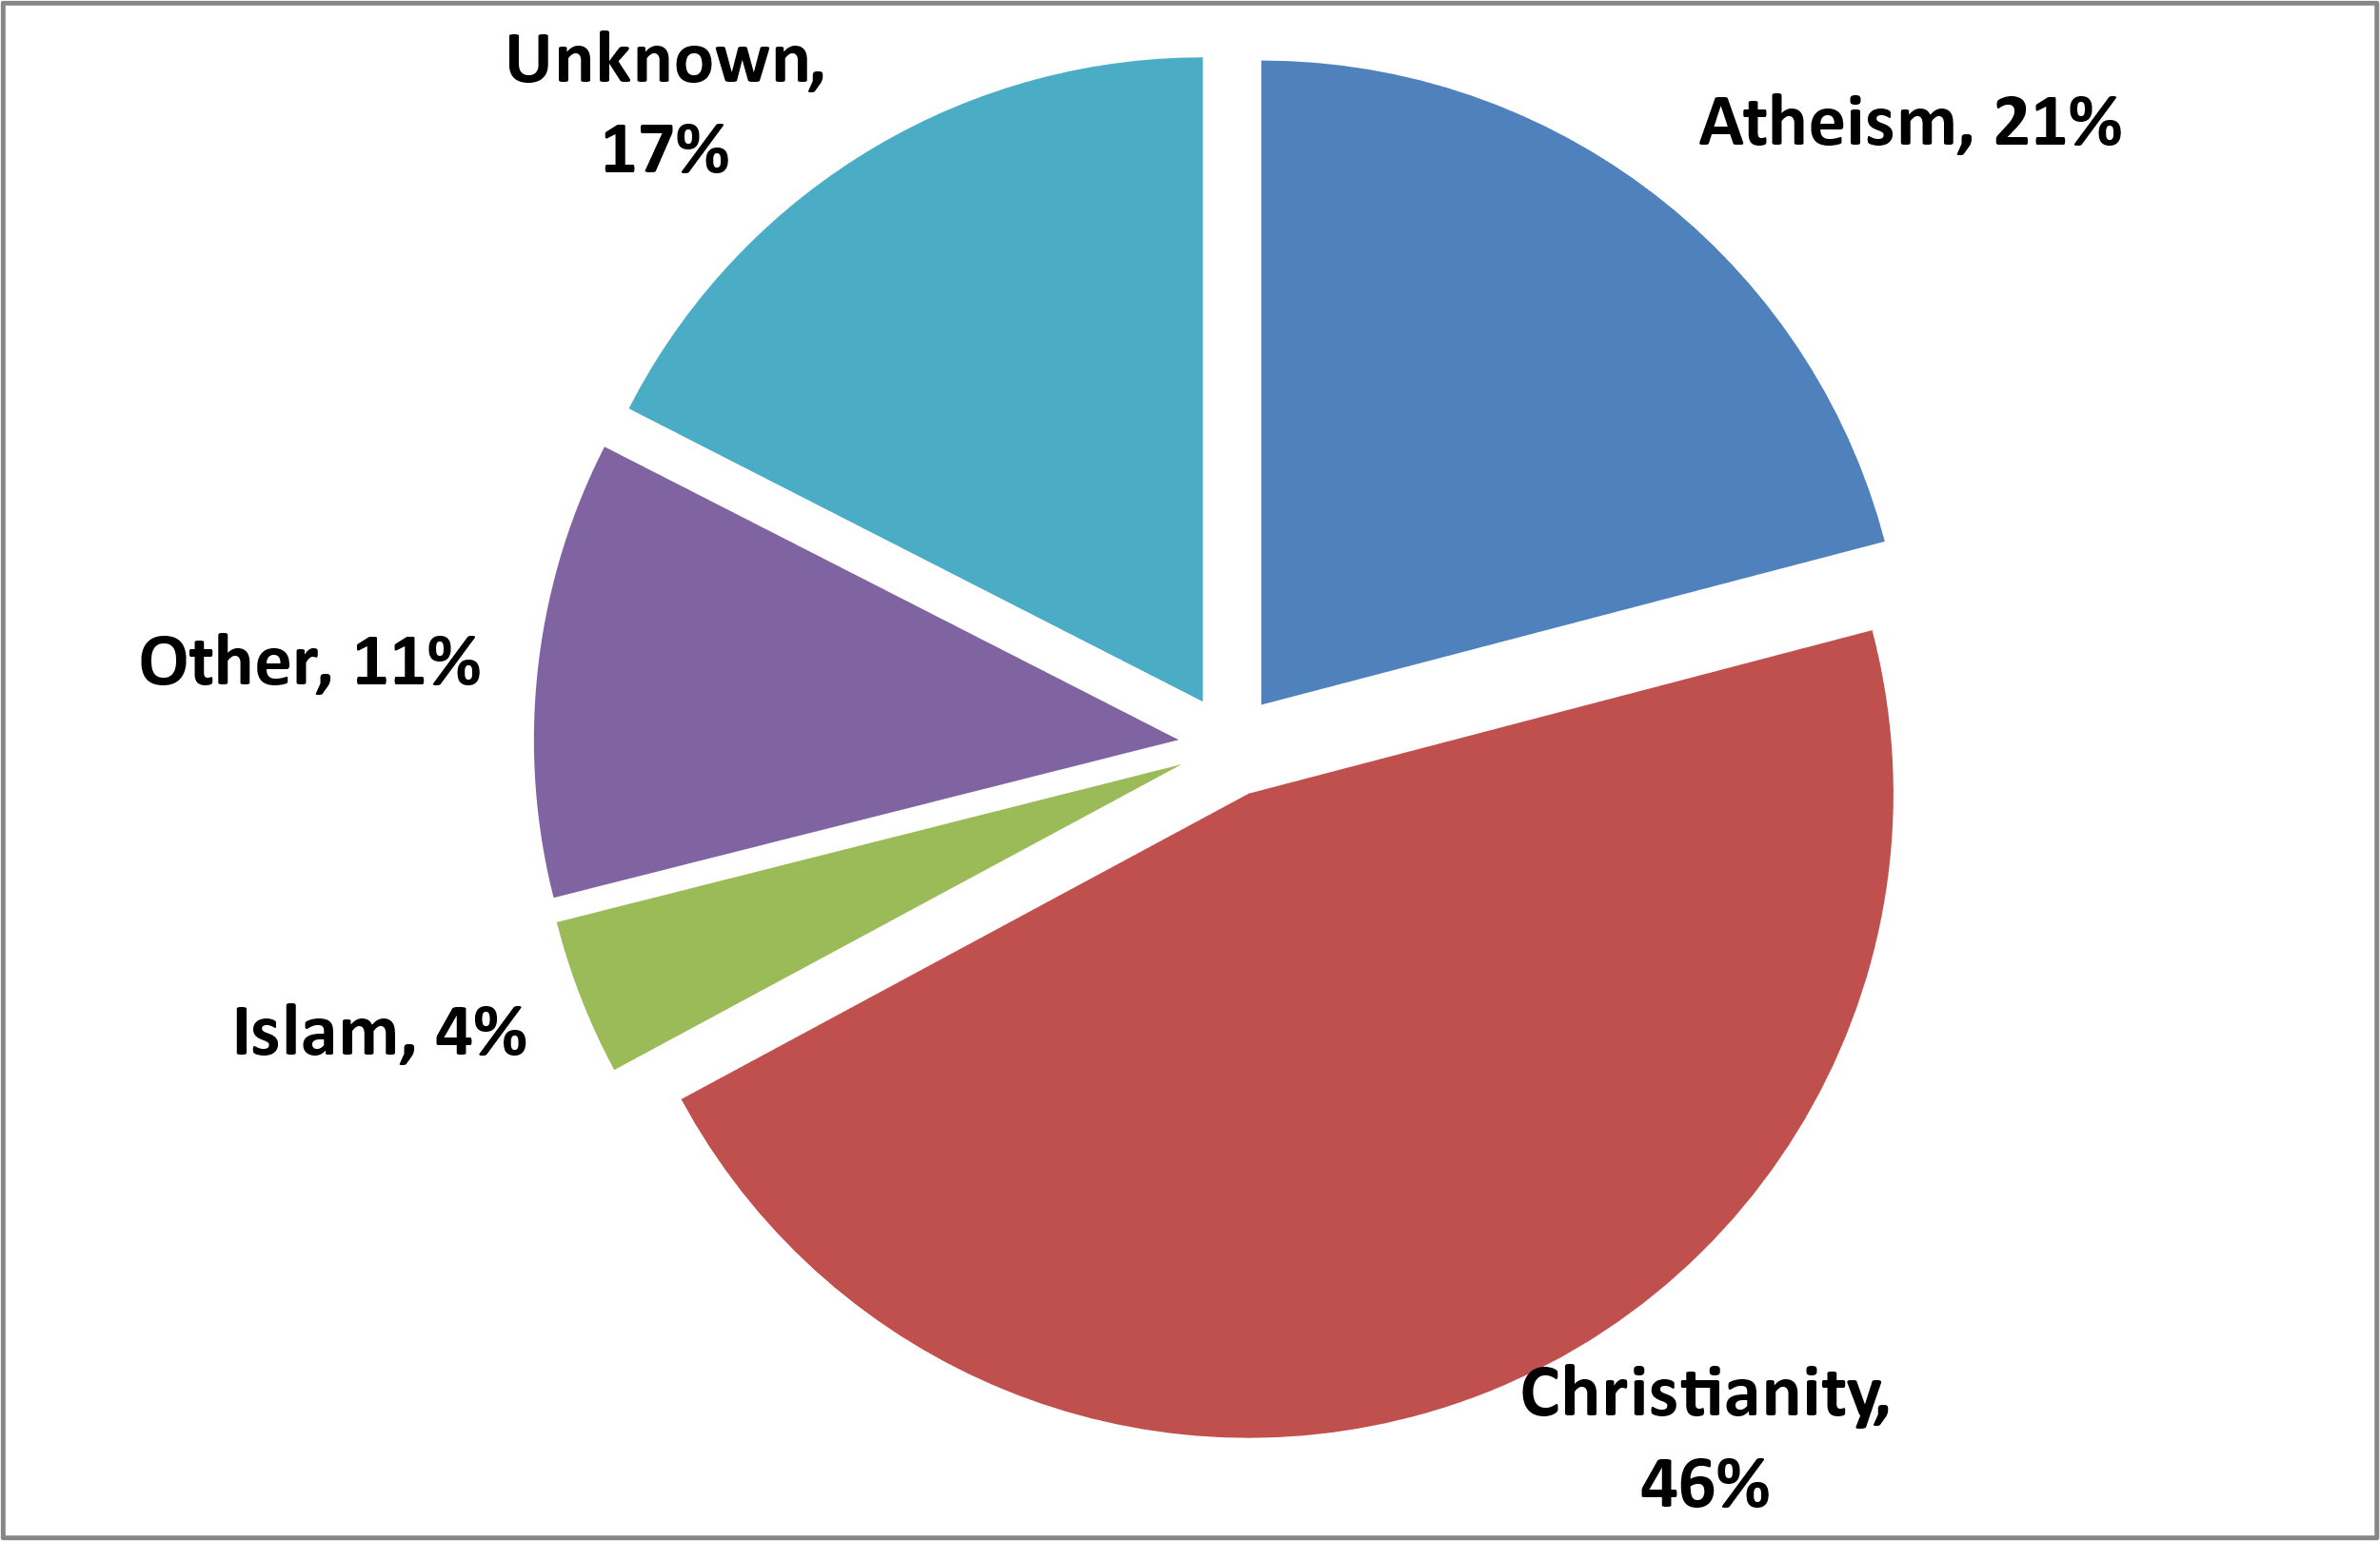 Unknown,
17%
Atheism, 21%
Other, 11%
Islam, 4%
Christianity,
46%